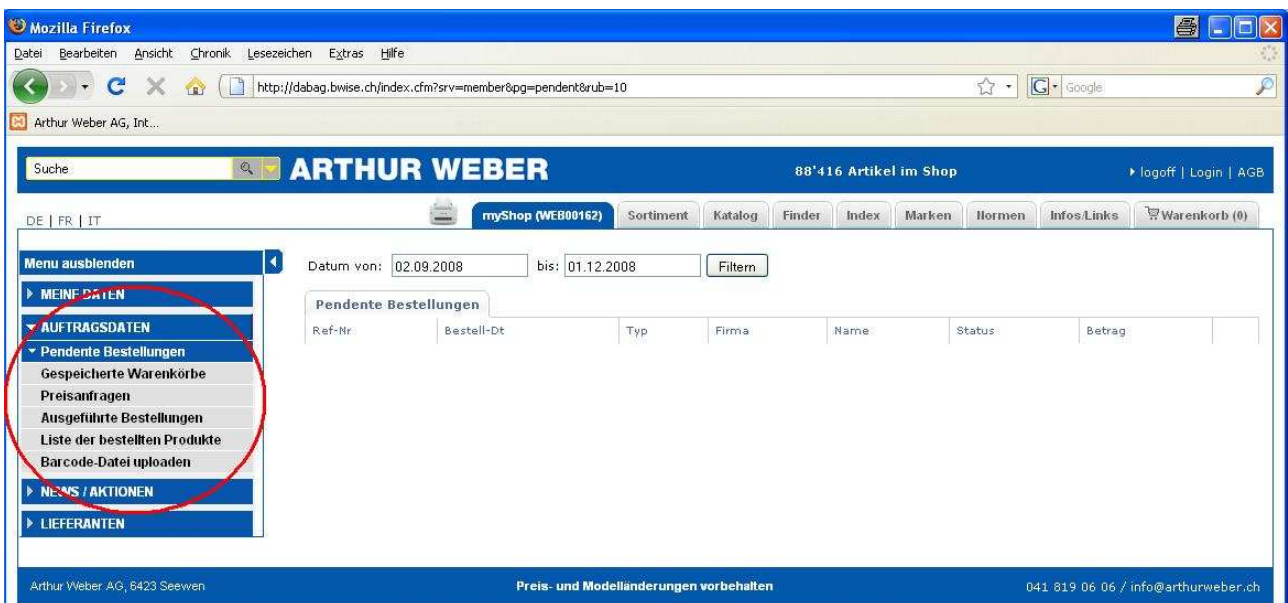 Mozilla Firefox
Datei Bearbeiten Ansicht Chronik Lesezeichen Extras Hilfe
http://dabag.bwise.ch/index.cfm?srv=member&pg=pendent&rub=10
G Google
Arthur Weber AG, Int...
Suche
ARTHUR WEBER
88'416 Artikel im Shop
logoff | Login | AGB
DE | FR | IT
myShop (WEB00162) Sortiment Katalog Finder Index Marken Normen Infos/Links Warenkorb (0)
Menu ausblenden
MEINE DATEN
AUFTRAGSDATEN
Pendente Bestellungen
Gespeicherte Warenkörbe
Preisanfragen
Ausgeführte Bestellungen
Liste der bestellten Produkte
Barcode-Datei uploaden
NEWS / AKTIONEN
LIEFERANTEN
Datum von: 02.09.2008 bis: 01.12.2008 Filtern
Pendente Bestellungen
Ref-Nr Bestell-Dt Typ Firma Name Status Betrag
Arthur Weber AG, 6423 Seewen
Preis- und Modelländerungen vorbehalten
041 819 06 06 / info@arthurweber.ch